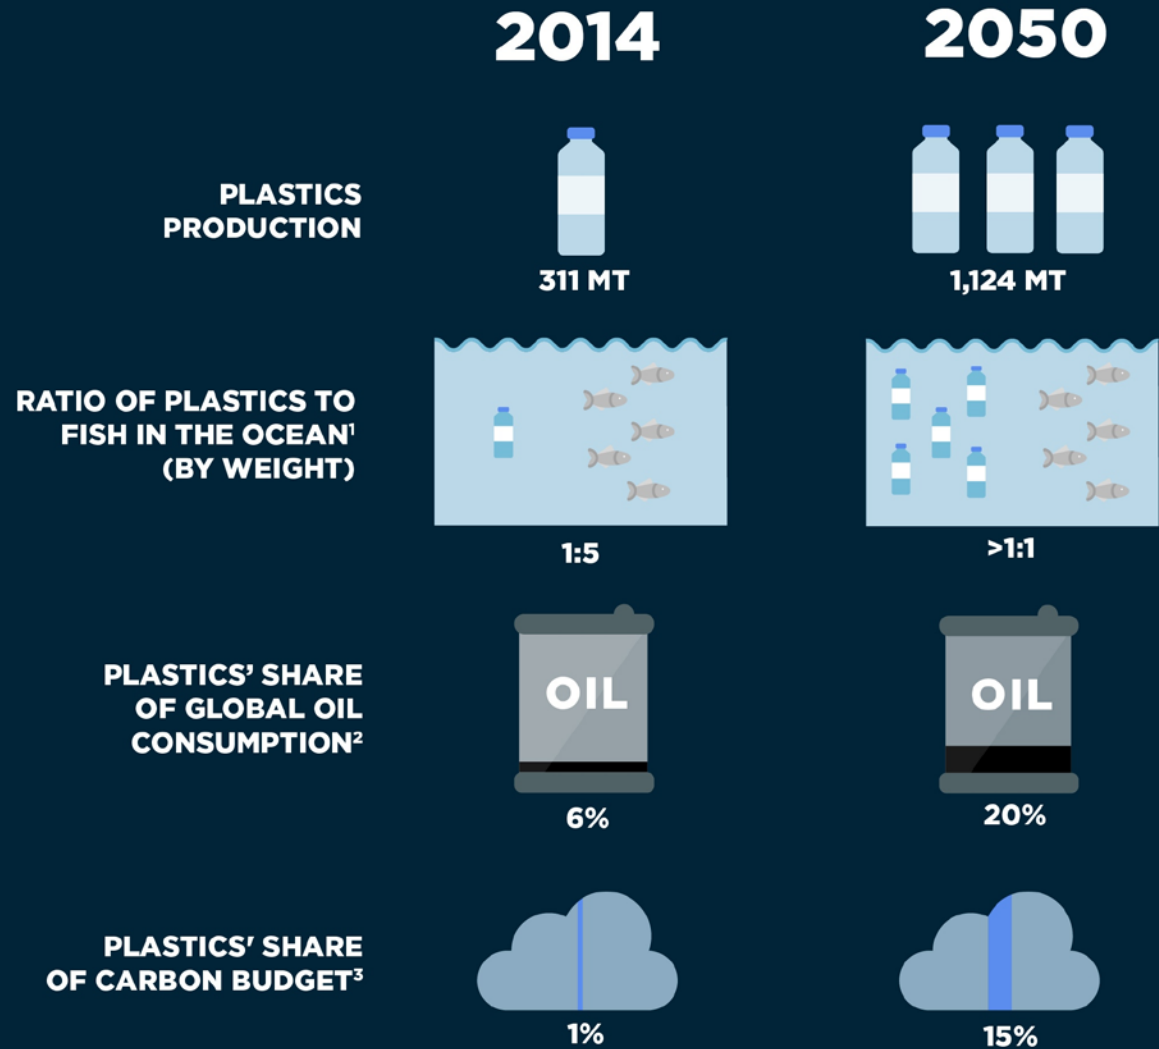 2014
2050
PLASTICS
PRODUCTION
311 MT
1,124 MT
RATIO OF PLASTICS TO
FISH IN THE OCEAN¹
(BY WEIGHT)
1:5
>1:1
PLASTICS’ SHARE
OF GLOBAL OIL
CONSUMPTION²
OIL
OIL
6%
20%
PLASTICS' SHARE
OF CARBON BUDGET³
1%
15%